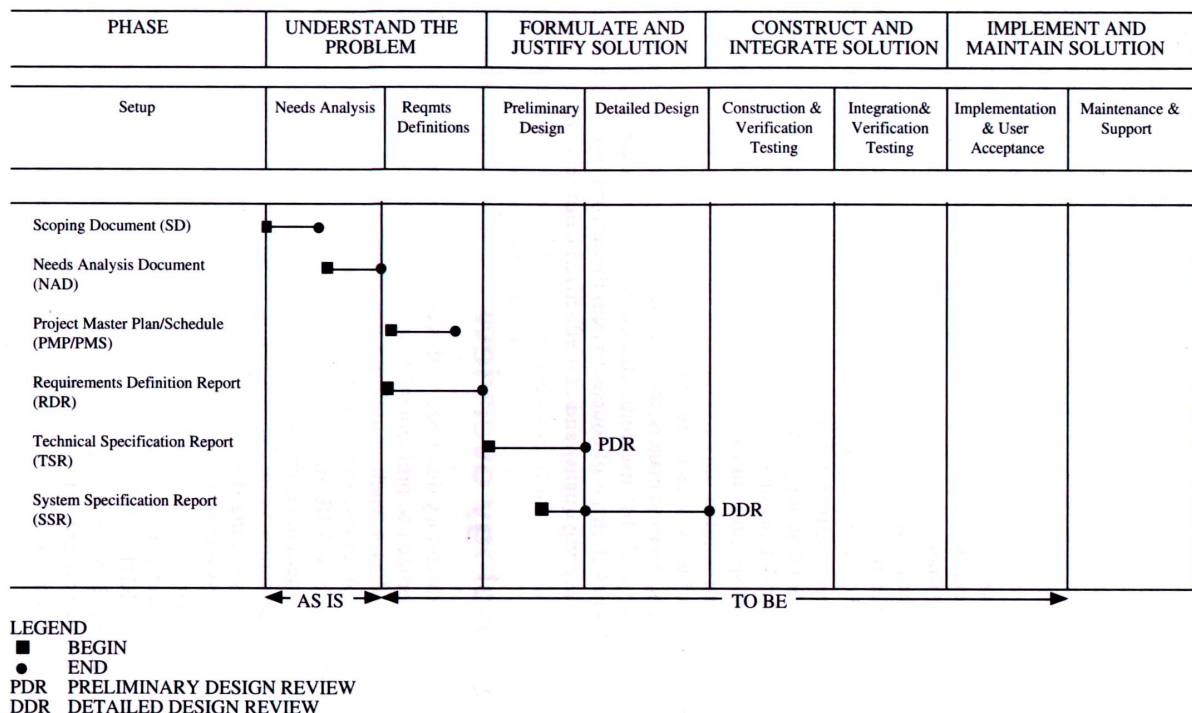 PHASE
UNDERSTAND THE
PROBLEM
FORMULATE AND
JUSTIFY SOLUTION
CONSTRUCT AND
INTEGRATE SOLUTION
IMPLEMENT AND
MAINTAIN SOLUTION
Setup
Needs Analysis
Reqmts
Definitions
Preliminary
Design
Detailed Design
Construction &
Verification
Testing
Integration&
Verification
Testing
Implementation
& User
Acceptance
Maintenance &
Support
Scoping Document (SD)
Needs Analysis Document
(NAD)
Project Master Plan/Schedule
(PMP/PMS)
Requirements Definition Report
(RDR)
Technical Specification Report
(TSR)
PDR
System Specification Report
(SSR)
DDR
AS IS
TO BE
LEGEND
BEGIN
END
PDR PRELIMINARY DESIGN REVIEW
DDR DETAILED DESIGN REVIEW